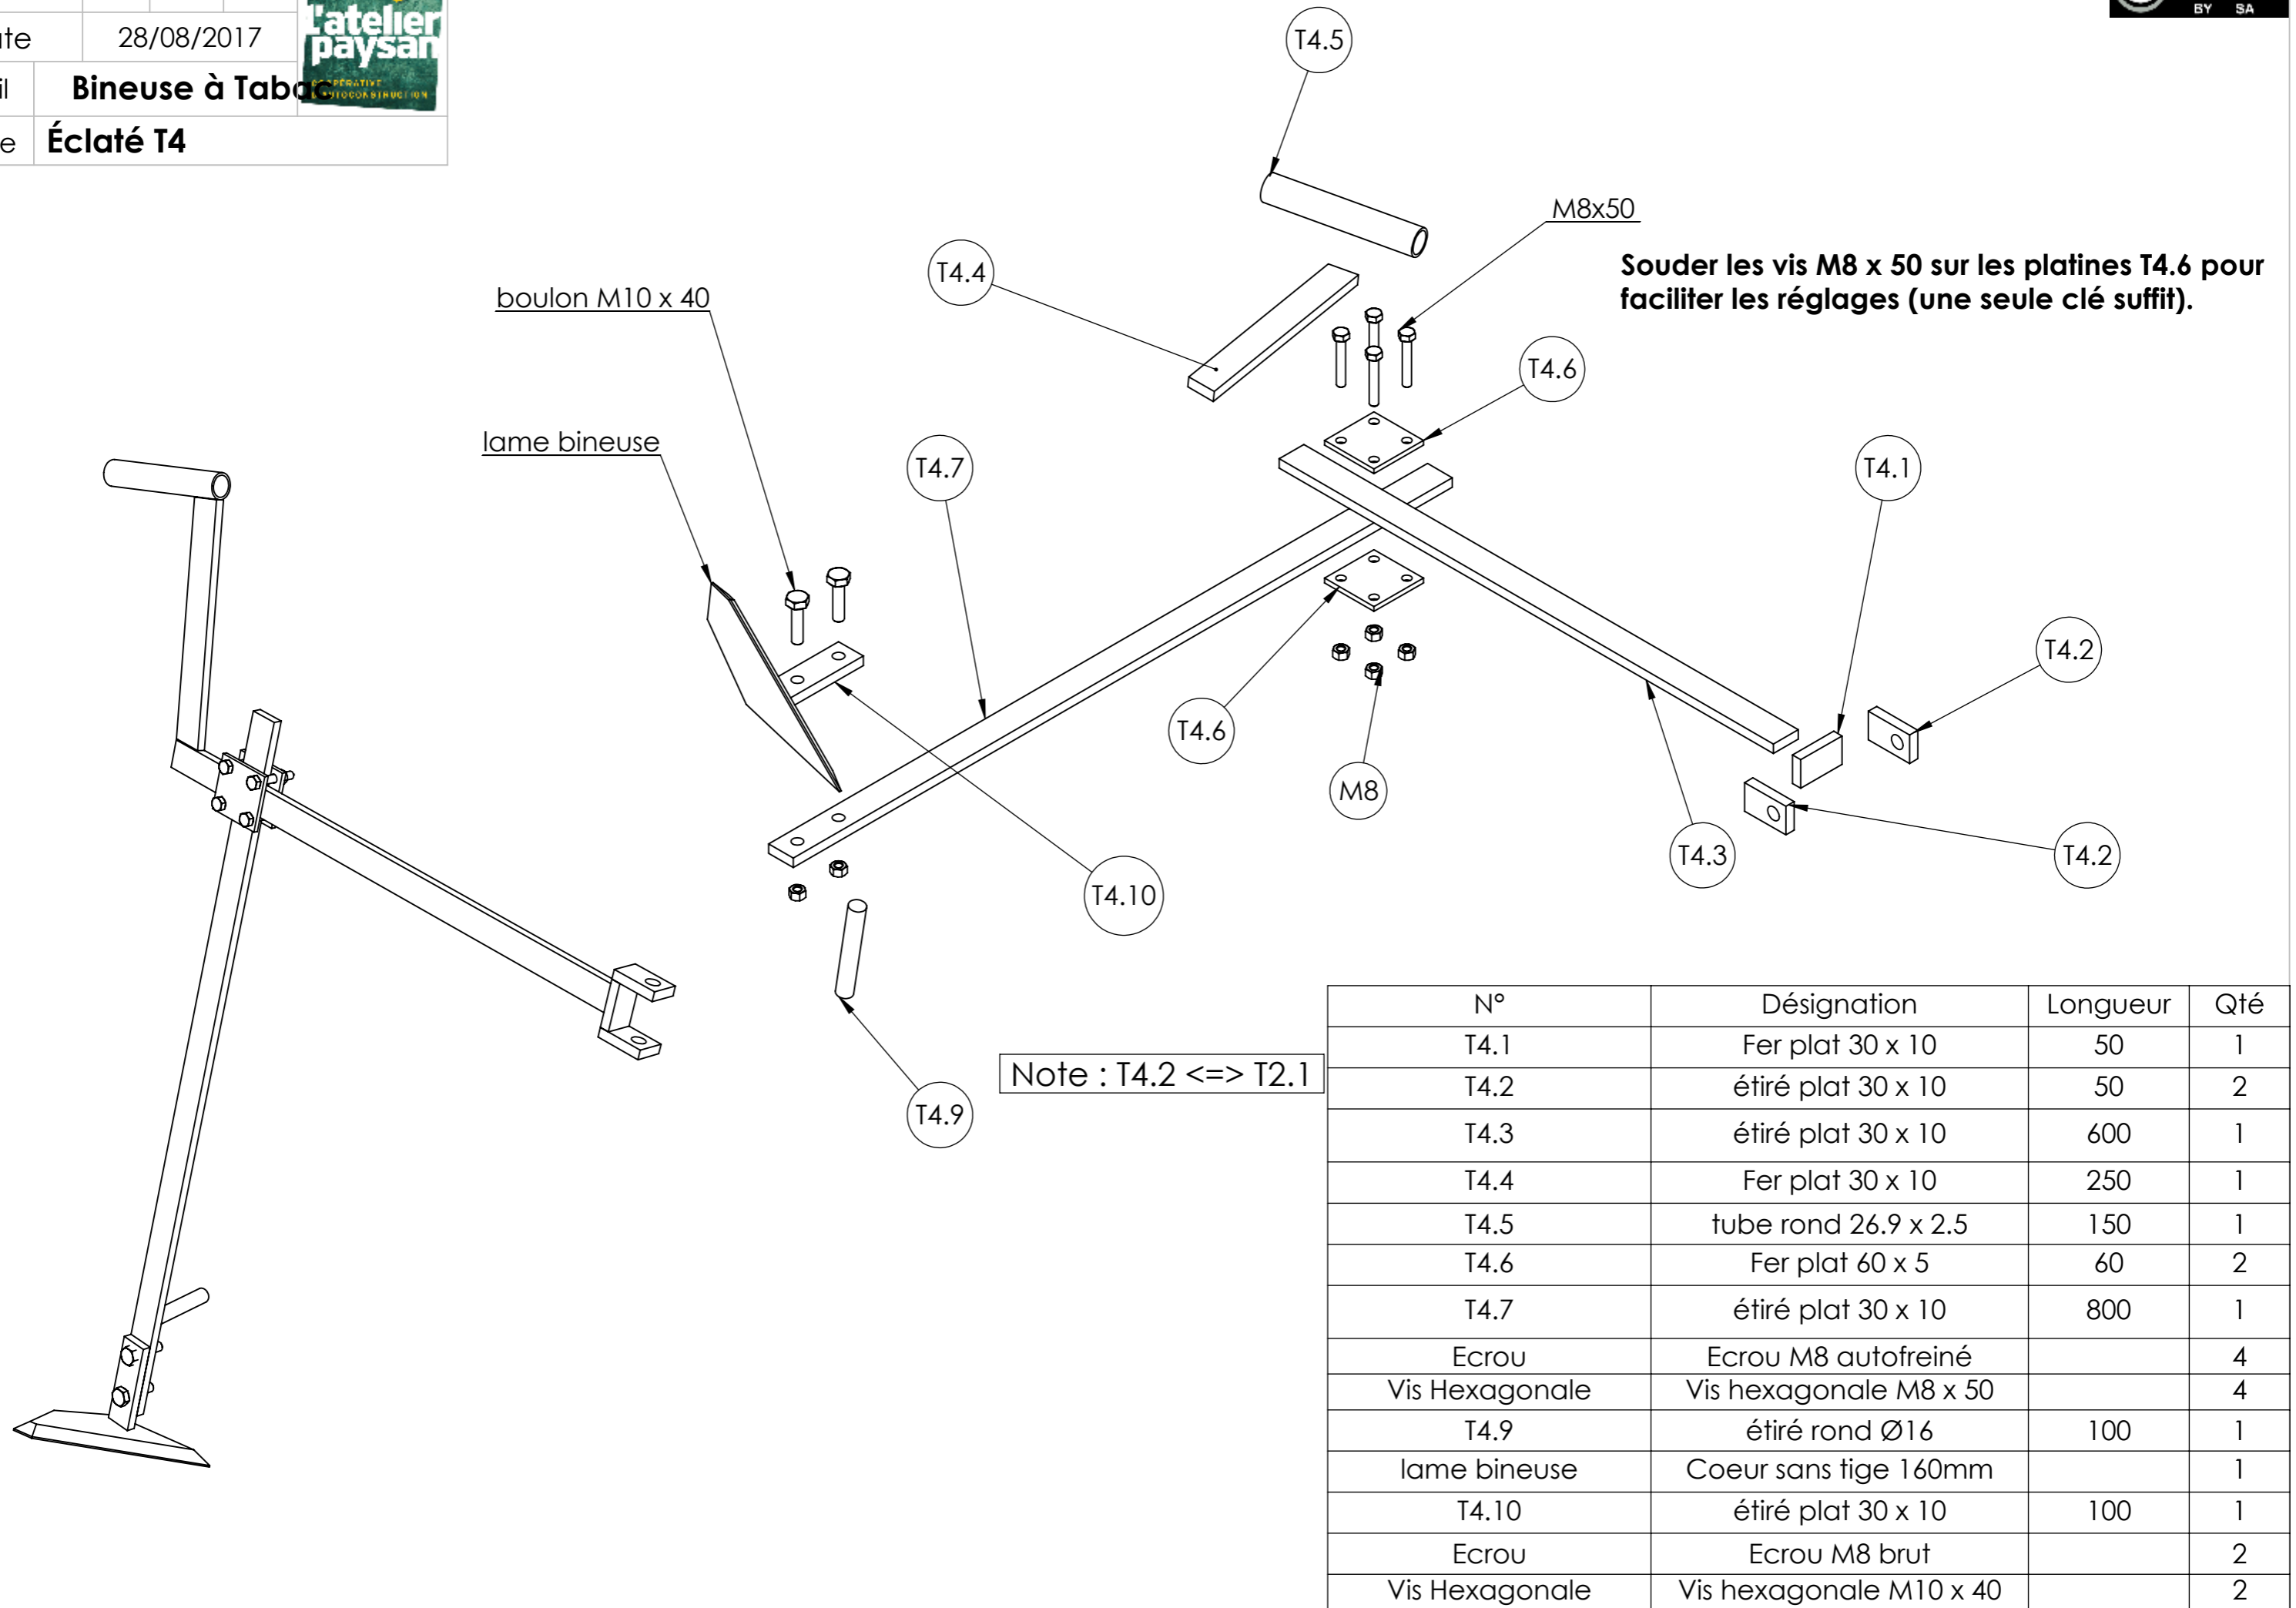 28/08/2017
l'atelier
paysan
COOPÉRATIVE
D'AUTOCONSTRUCTION
Bineuse à Tabac
Éclaté T4
BY SA
T4.5
M8x50
T4.4
Souder les vis M8 x 50 sur les platines T4.6 pour
faciliter les réglages (une seule clé suffit).
boulon M10 x 40
T4.6
lame bineuse
T4.7
T4.1
T4.2
T4.6
M8
T4.3
T4.2
T4.10
T4.9
Note : T4.2 <=> T2.1
N° Désignation Longueur Qté
T4.1 Fer plat 30 x 10 50 1
T4.2 étiré plat 30 x 10 50 2
T4.3 étiré plat 30 x 10 600 1
T4.4 Fer plat 30 x 10 250 1
T4.5 tube rond 26.9 x 2.5 150 1
T4.6 Fer plat 60 x 5 60 2
T4.7 étiré plat 30 x 10 800 1
Ecrou Ecrou M8 autofreiné 4
Vis Hexagonale Vis hexagonale M8 x 50 4
T4.9 étiré rond Ø16 100 1
lame bineuse Coeur sans tige 160mm 1
T4.10 étiré plat 30 x 10 100 1
Ecrou Ecrou M8 brut 2
Vis Hexagonale Vis hexagonale M10 x 40 2